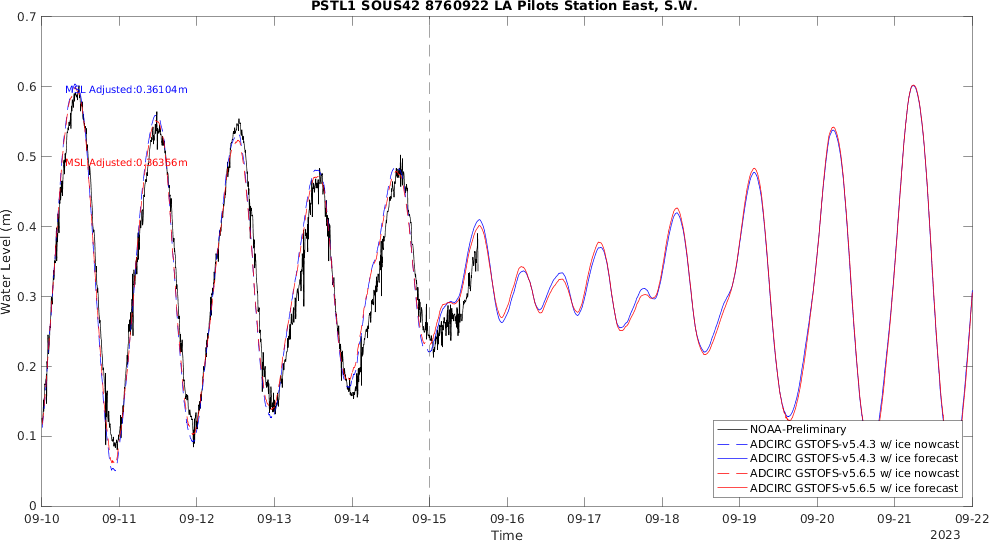 PSTL1 SOUS42 8760922 LA Pilots Station East, S.W.
0.7
0.6
0.5
0.4
0.3
0.2
0.1
0
Water Level (m)
MSL Adjusted:0.36104m
MSL Adjusted:0.36366m
NOAA-Preliminary
ADCIRC GSTOFS-v5.4.3 w/ ice nowcast
ADCIRC GSTOFS-v5.4.3 w/ ice forecast
ADCIRC GSTOFS-v5.6.5 w/ ice nowcast
ADCIRC GSTOFS-v5.6.5 w/ ice forecast
09-10 09-11 09-12 09-13 09-14 09-15 09-16 09-17 09-18 09-19 09-20 09-21 09-22
Time
2023